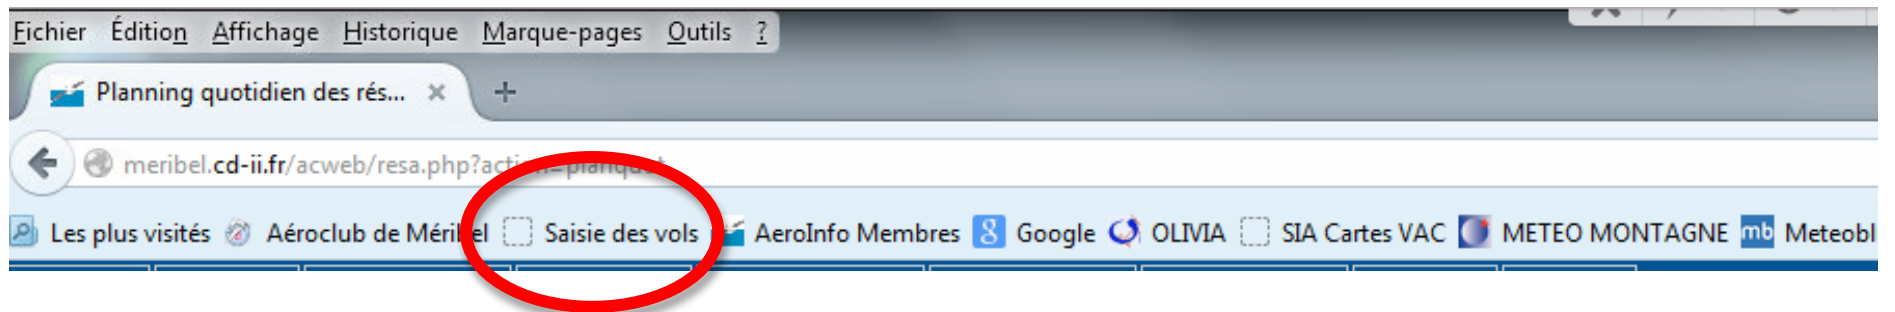 Fichier Édition Affichage Historique Marque-pages Outils ?
Planning quotidien des rés... × +
meribel.cd-ii.fr/acweb/resa.php?action=planquot
Les plus visités Aéroclub de Méribel Saisie des vols AeroInfo Membres 8 Google OLIVIA SIA Cartes VAC METEO MONTAGNE mb Meteobl